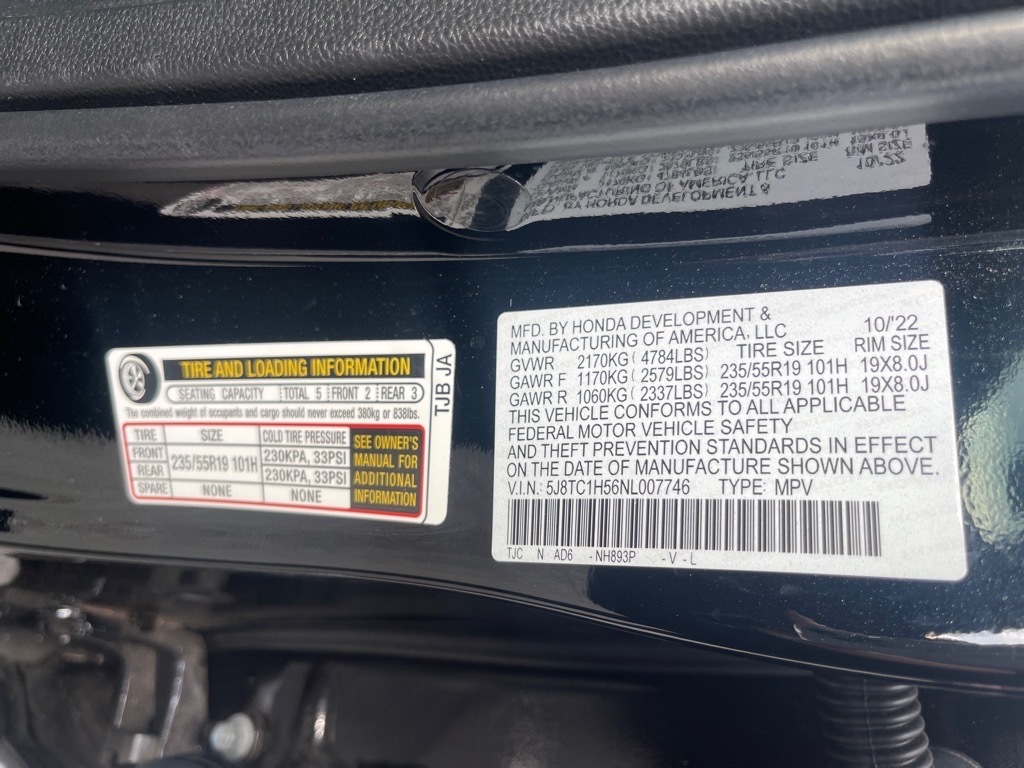 TIRE AND LOADING INFORMATION
SEATING CAPACITY TOTAL 5 FRONT 2 REAR 3
The combined weight of occupants and cargo should never exceed 380kg or 838lbs.
TIRE SIZE COLD TIRE PRESSURE
FRONT 235/55R19 101H 230KPA, 33PSI
REAR 230KPA, 33PSI
SPARE NONE NONE
SEE OWNER'S
MANUAL FOR
ADDITIONAL
INFORMATION
TJB JA
MFD. BY HONDA DEVELOPMENT &
MANUFACTURING OF AMERICA, LLC 10/'22
GVWR 2170KG (4784LBS) TIRE SIZE RIM SIZE
GAWR F 1170KG (2579LBS) 235/55R19 101H 19X8.0J
GAWR R 1060KG (2337LBS) 235/55R19 101H 19X8.0J
THIS VEHICLE CONFORMS TO ALL APPLICABLE
FEDERAL MOTOR VEHICLE SAFETY
AND THEFT PREVENTION STANDARDS IN EFFECT
ON THE DATE OF MANUFACTURE SHOWN ABOVE.
V.I.N.: 5J8TC1H56NL007746 TYPE: MPV
TJC N AD6 -NH893P -V-L